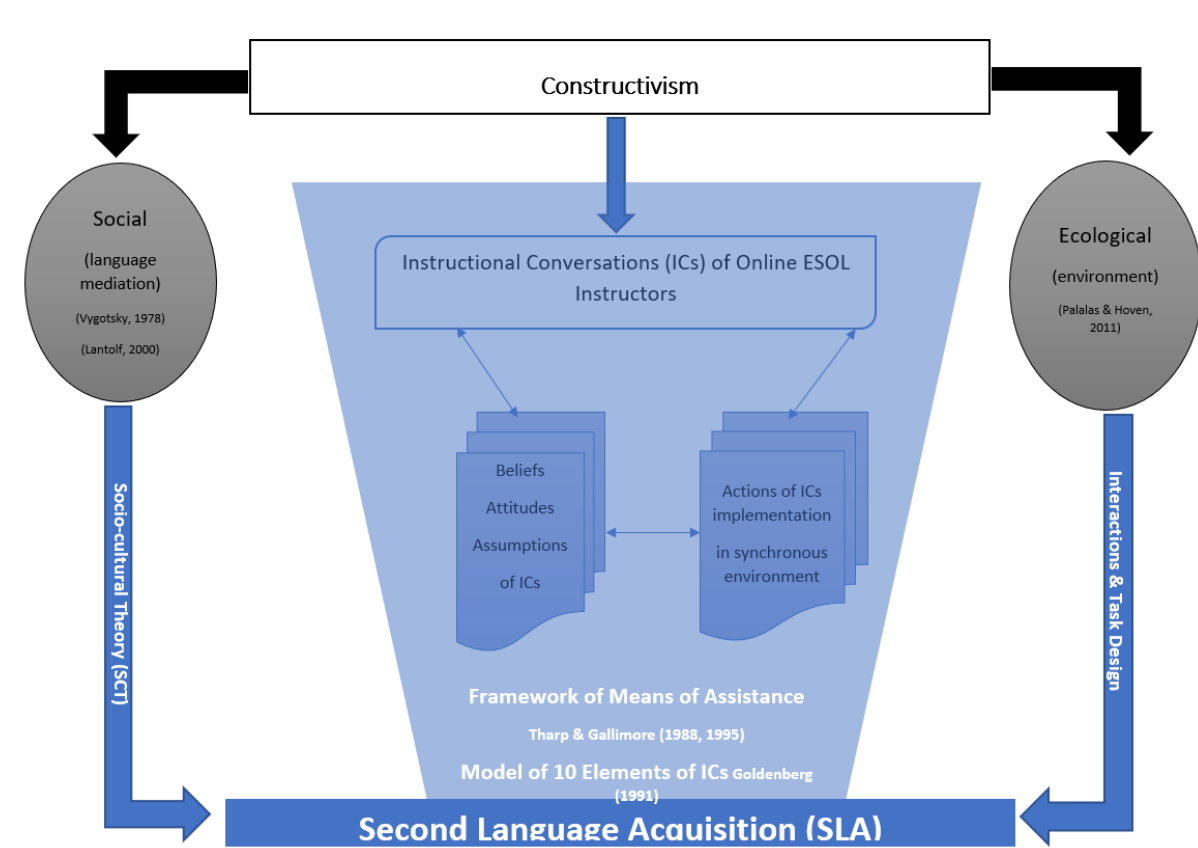 Constructivism
Social
(language
mediation)
(Vygotsky, 1978)
(Lantolf, 2000)
Ecological
(environment)
(Palalas & Hoven,
2011)
Instructional Conversations (ICs) of Online ESOL
Instructors
Beliefs
Attitudes
Assumptions
of ICs
Actions of ICs
implementation
in synchronous
environment
Socio-cultural Theory (SCT)
Interactions & Task Design
Framework of Means of Assistance
Tharp & Gallimore (1988, 1995)
Model of 10 Elements of ICs Goldenberg
(1991)
Second Language Acquisition (SLA)